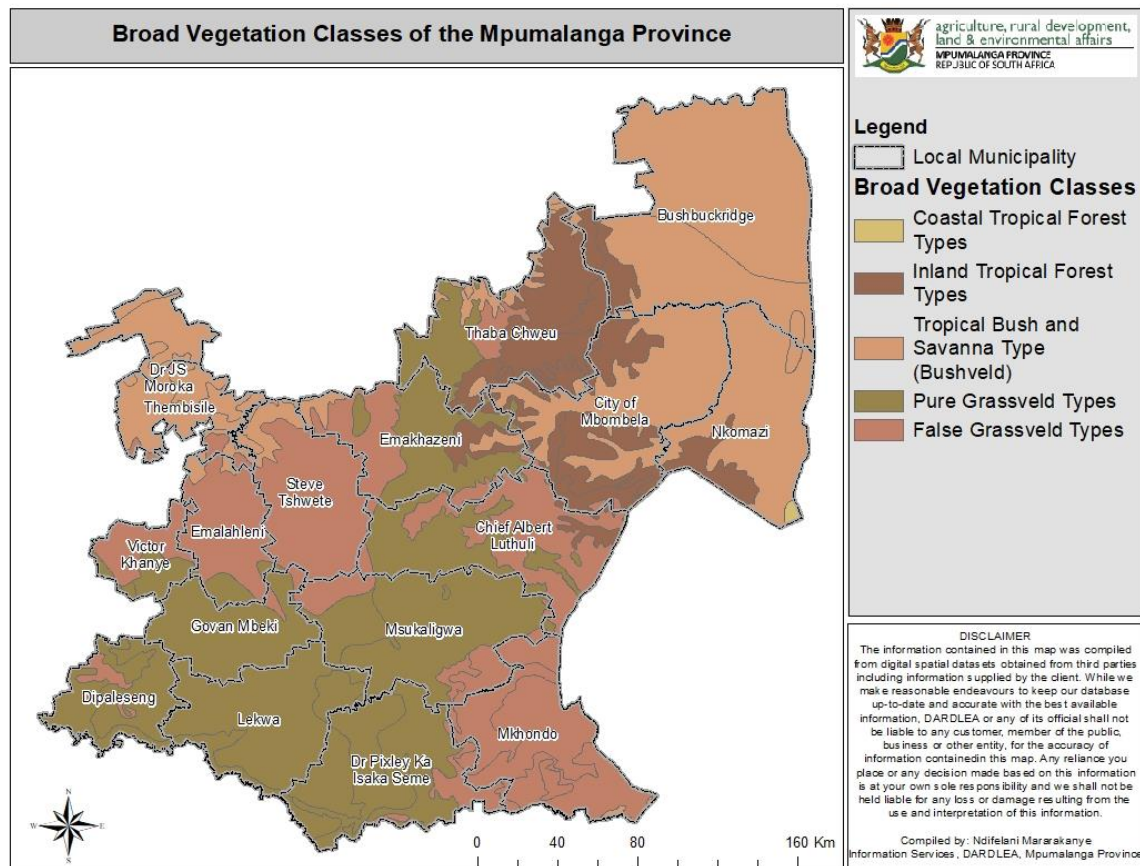 Broad Vegetation Classes of the Mpumalanga Province
agriculture, rural development,
land & environmental affairs
MPUMALANGA PROVINCE
REPUBLIC OF SOUTH AFRICA
Legend
Local Municipality
Broad Vegetation Classes
Coastal Tropical Forest
Types
Inland Tropical Forest
Types
Tropical Bush and
Savanna Type
(Bushveld)
Pure Grassveld Types
False Grassveld Types
Bushbuckridge
Thaba Chweu
Dr JS
Moroka
Thembisile
City of
Mbombela
Nkomazi
Emakhazeni
Steve
Tshwete
Emalahleni
Victor
Khanye
Chief Albert
Luthuli
Govan Mbeki
Msukaligwa
Dipaleseng
Lekwa
Mkhondo
Dr Pixley Ka
Isaka Seme
N
W
E
S
0 40 80 160 Km
DISCLAIMER
The information contained in this map was compiled
from digital spatial datasets obtained from third parties
including information supplied by the client. While we
make reasonable endeavours to keep our database
up-to-date and accurate with the best available
information, DARDLEA or any of its official shall not
be liable to any customer, member of the public,
business or other entity, for the accuracy of
information containedin this map. Any reliance you
place or any decision made based on this information
is at your own sole responsibility and we shall not be
held liable for any loss or damage resulting from the
use and interpretation of this information.
Compiled by: Ndifelani Mararakanye
Information Services, DARDLEA, Mpumalanga Province